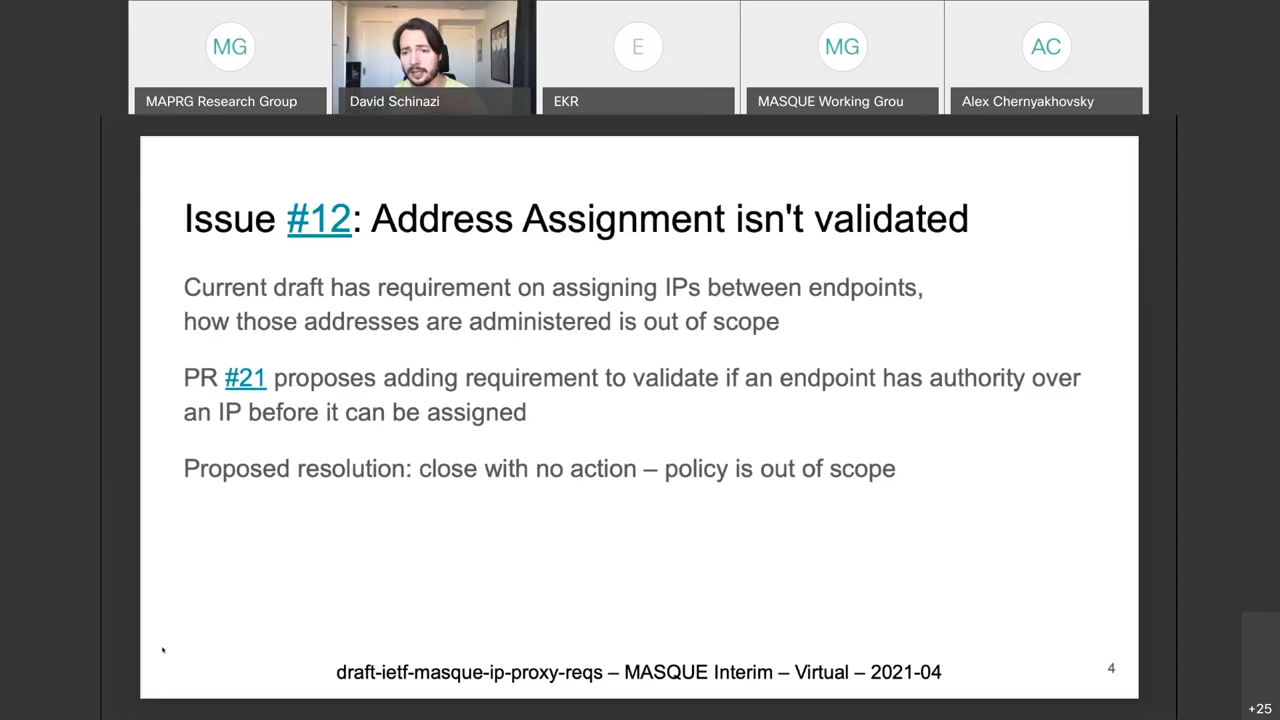 MG
E
MG
AC
MAPRG Research Group
David Schinazi
EKR
MASQUE Working Grou
Alex Chernyakhovsky
Issue #12: Address Assignment isn't validated
Current draft has requirement on assigning IPs between endpoints,
how those addresses are administered is out of scope
PR #21 proposes adding requirement to validate if an endpoint has authority over
an IP before it can be assigned
Proposed resolution: close with no action – policy is out of scope
draft-ietf-masque-ip-proxy-reqs – MASQUE Interim – Virtual – 2021-04
4
+25